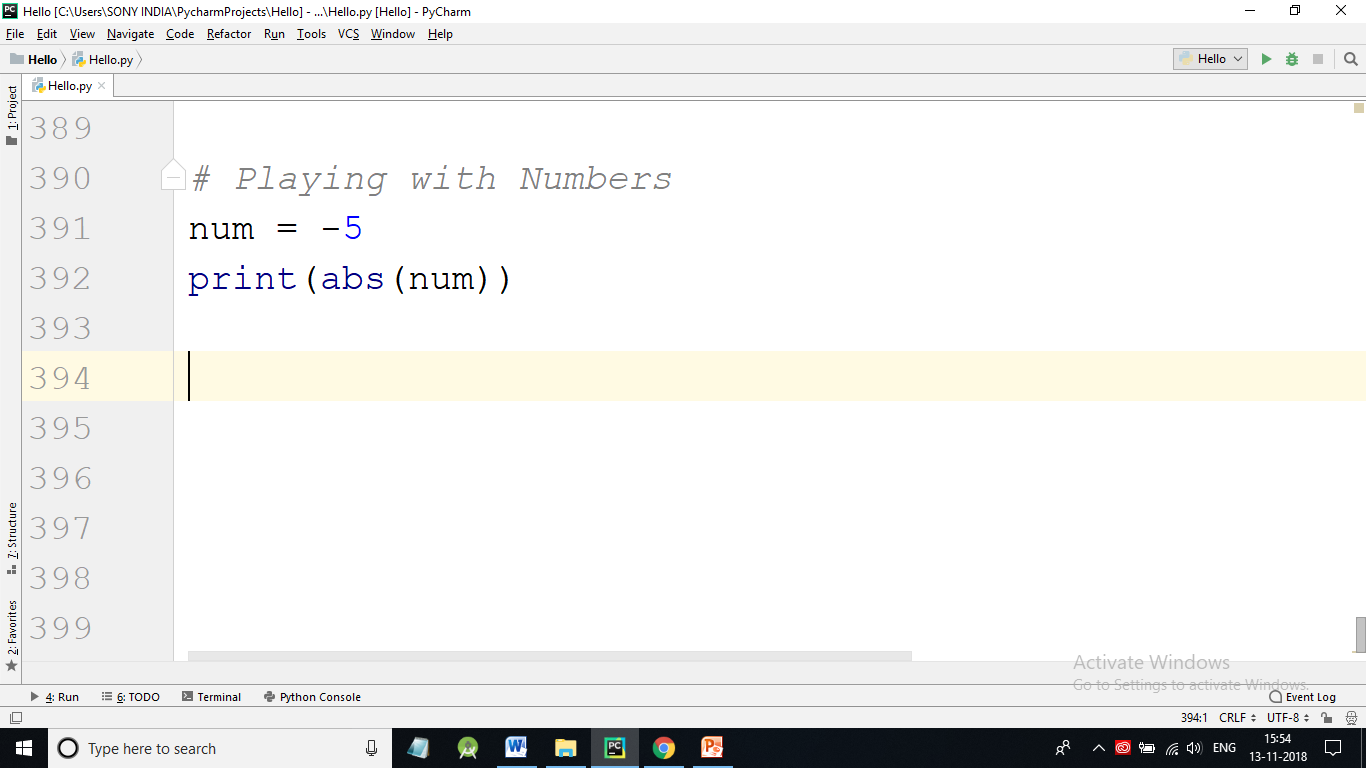 Hello [C:\Users\SONY INDIA\PycharmProjects\Hello] - ...\Hello.py [Hello] - PyCharm
File Edit View Navigate Code Refactor Run Tools VCS Window Help
Hello Hello.py Hello
Hello.py
1: Project
389
390 # Playing with Numbers
391 num = -5
392 print(abs(num))
393
394
395
396
397
398
399
7: Structure
2: Favorites
Activate Windows
Go to Settings to activate Windows.
4: Run 6: TODO Terminal Python Console Event Log
394:1 CRLF UTF-8
Type here to search
ENG
15:54
13-11-2018